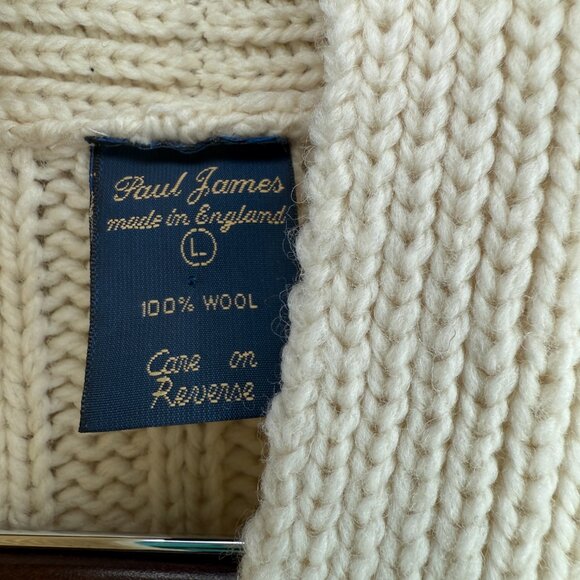 Paul James
made in England
L
100% WOOL
Care on
Reverse